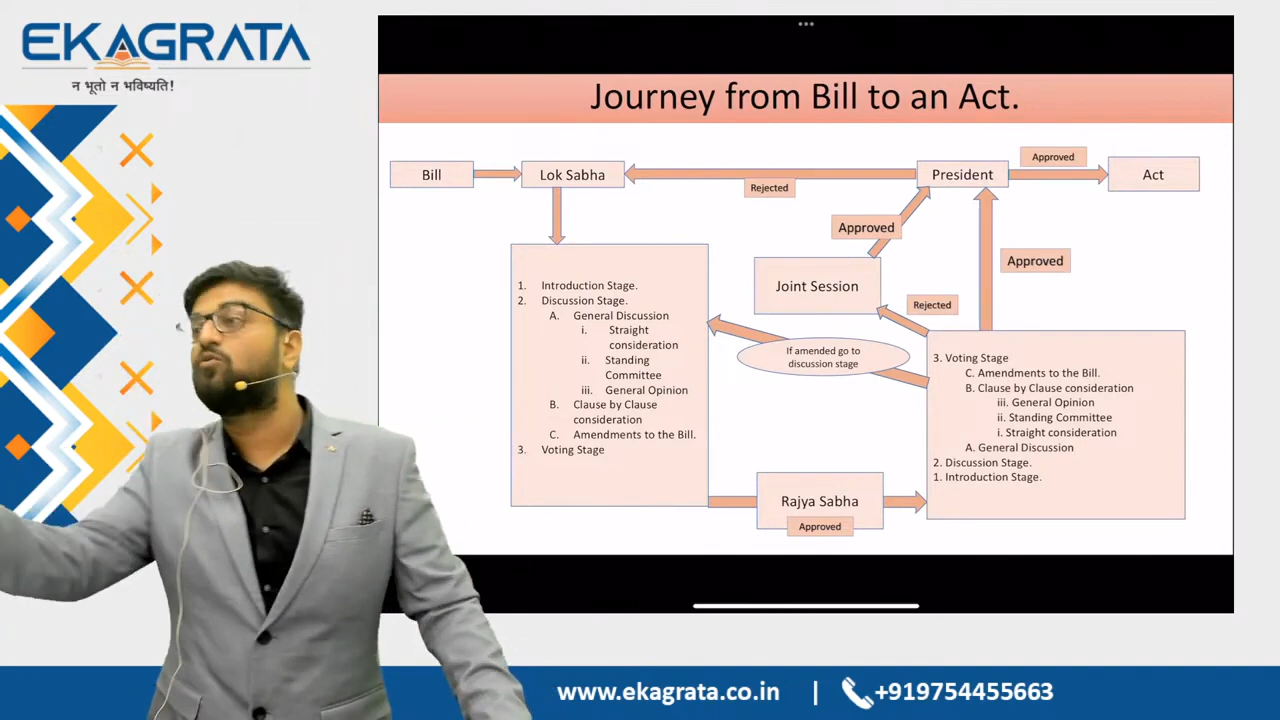 EKAGRATA
न भूतो न भविष्यति!
Journey from Bill to an Act.
Bill
Lok Sabha
Rejected
President
Approved
Act
Approved
Approved
Joint Session
Rejected
If amended go to
discussion stage
1. Introduction Stage.
2. Discussion Stage.
A. General Discussion
i. Straight
consideration
ii. Standing
Committee
iii. General Opinion
B. Clause by Clause
consideration
C. Amendments to the Bill.
3. Voting Stage
3. Voting Stage
C. Amendments to the Bill.
B. Clause by Clause consideration
iii. General Opinion
ii. Standing Committee
i. Straight consideration
A. General Discussion
2. Discussion Stage.
1. Introduction Stage.
Rajya Sabha
Approved
www.ekagrata.co.in | +919754455663